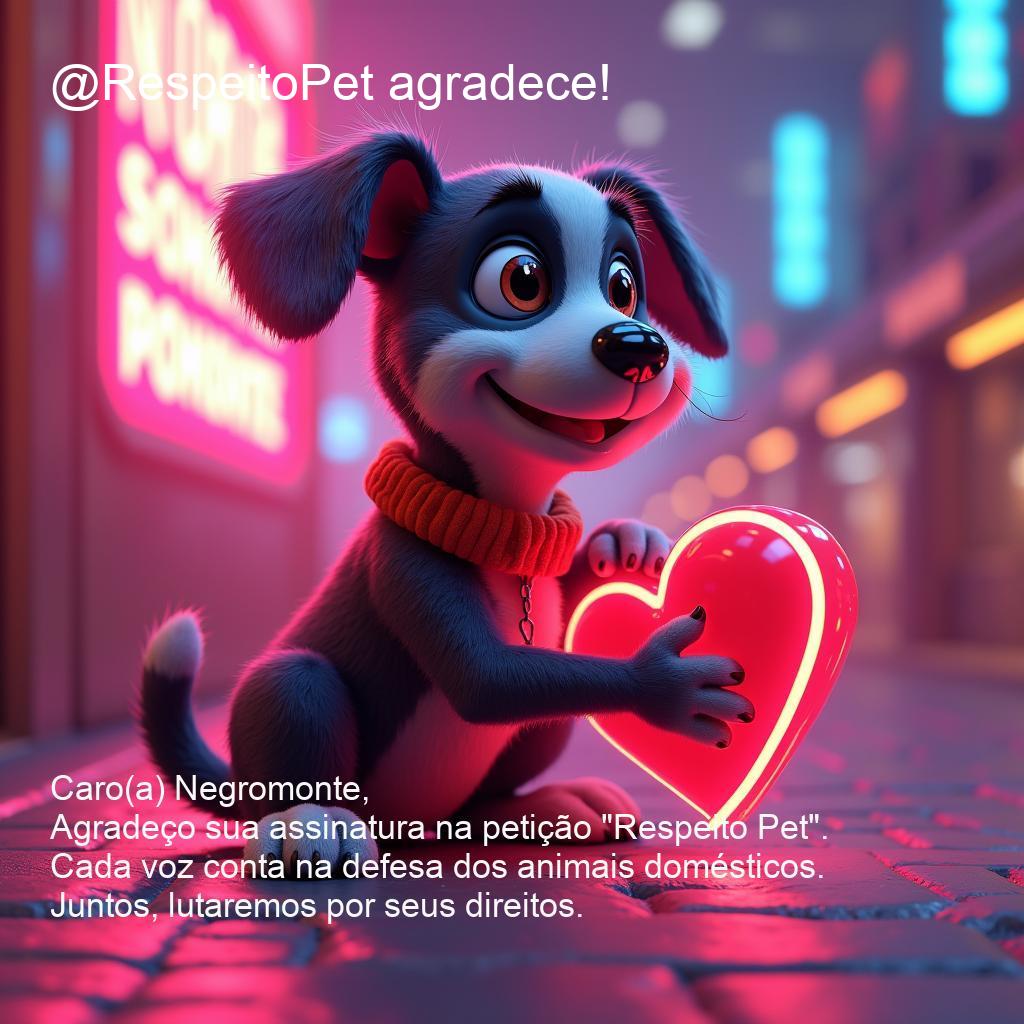 @RespeitoPet agradece!
Caro(a) Negromonte,
Agradeço sua assinatura na petição "Respeito Pet".
Cada voz conta na defesa dos animais domésticos.
Juntos, lutaremos por seus direitos.